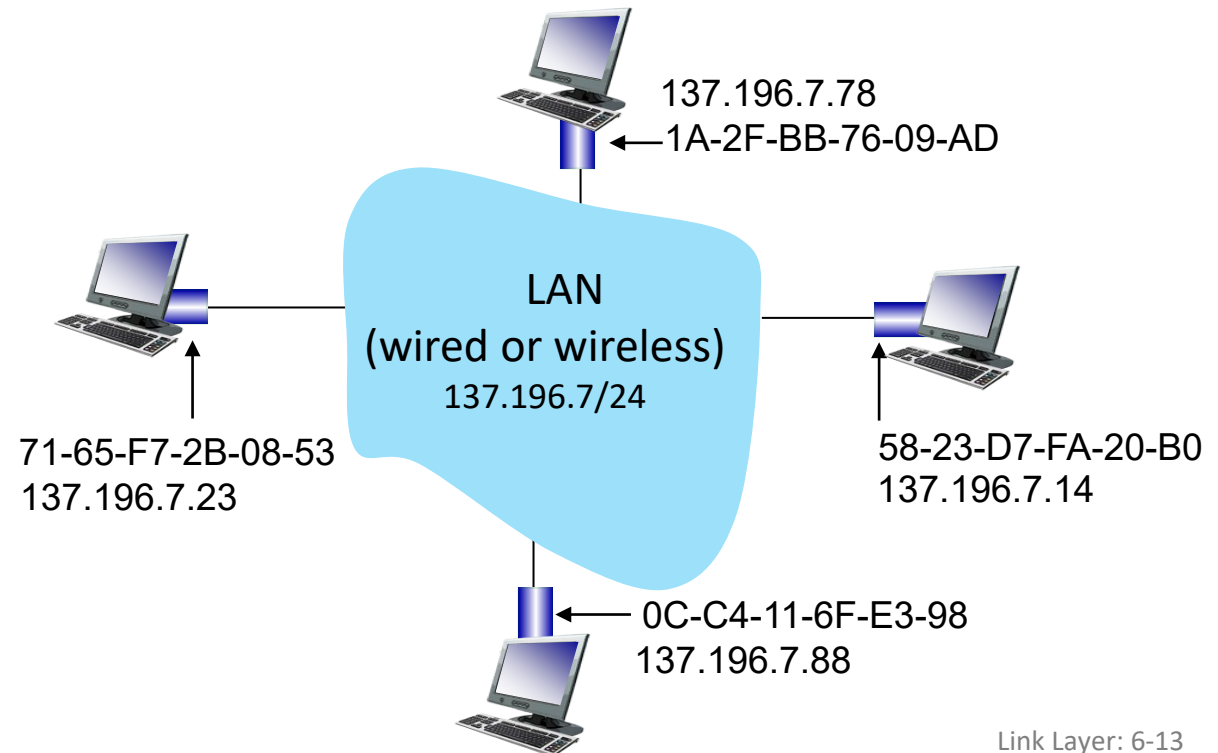 137.196.7.78
1A-2F-BB-76-09-AD
LAN
(wired or wireless)
137.196.7/24
71-65-F7-2B-08-53
137.196.7.23
58-23-D7-FA-20-B0
137.196.7.14
0C-C4-11-6F-E3-98
137.196.7.88
Link Layer: 6-13